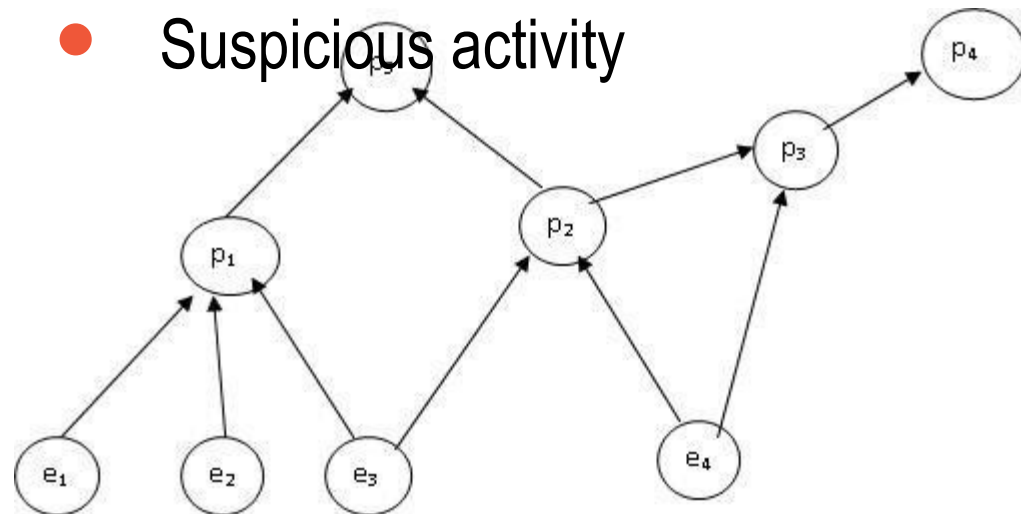 Suspicious activity
p₄
p₃
p₂
p₁
e₁ e₂ e₃ e₄